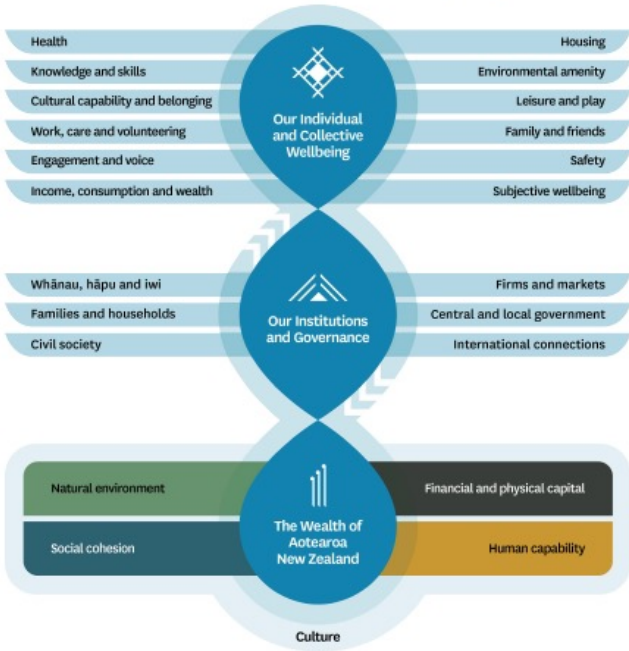 Health
Housing
Knowledge and skills
Environmental amenity
Cultural capability and belonging
Leisure and play
Work, care and volunteering
Family and friends
Engagement and voice
Safety
Income, consumption and wealth
Subjective wellbeing
Our Individual
and Collective
Wellbeing
Whānau, hāpu and iwi
Firms and markets
Families and households
Central and local government
Civil society
International connections
Our Institutions
and Governance
Natural environment
Financial and physical capital
Social cohesion
Human capability
The Wealth of
Aotearoa
New Zealand
Culture